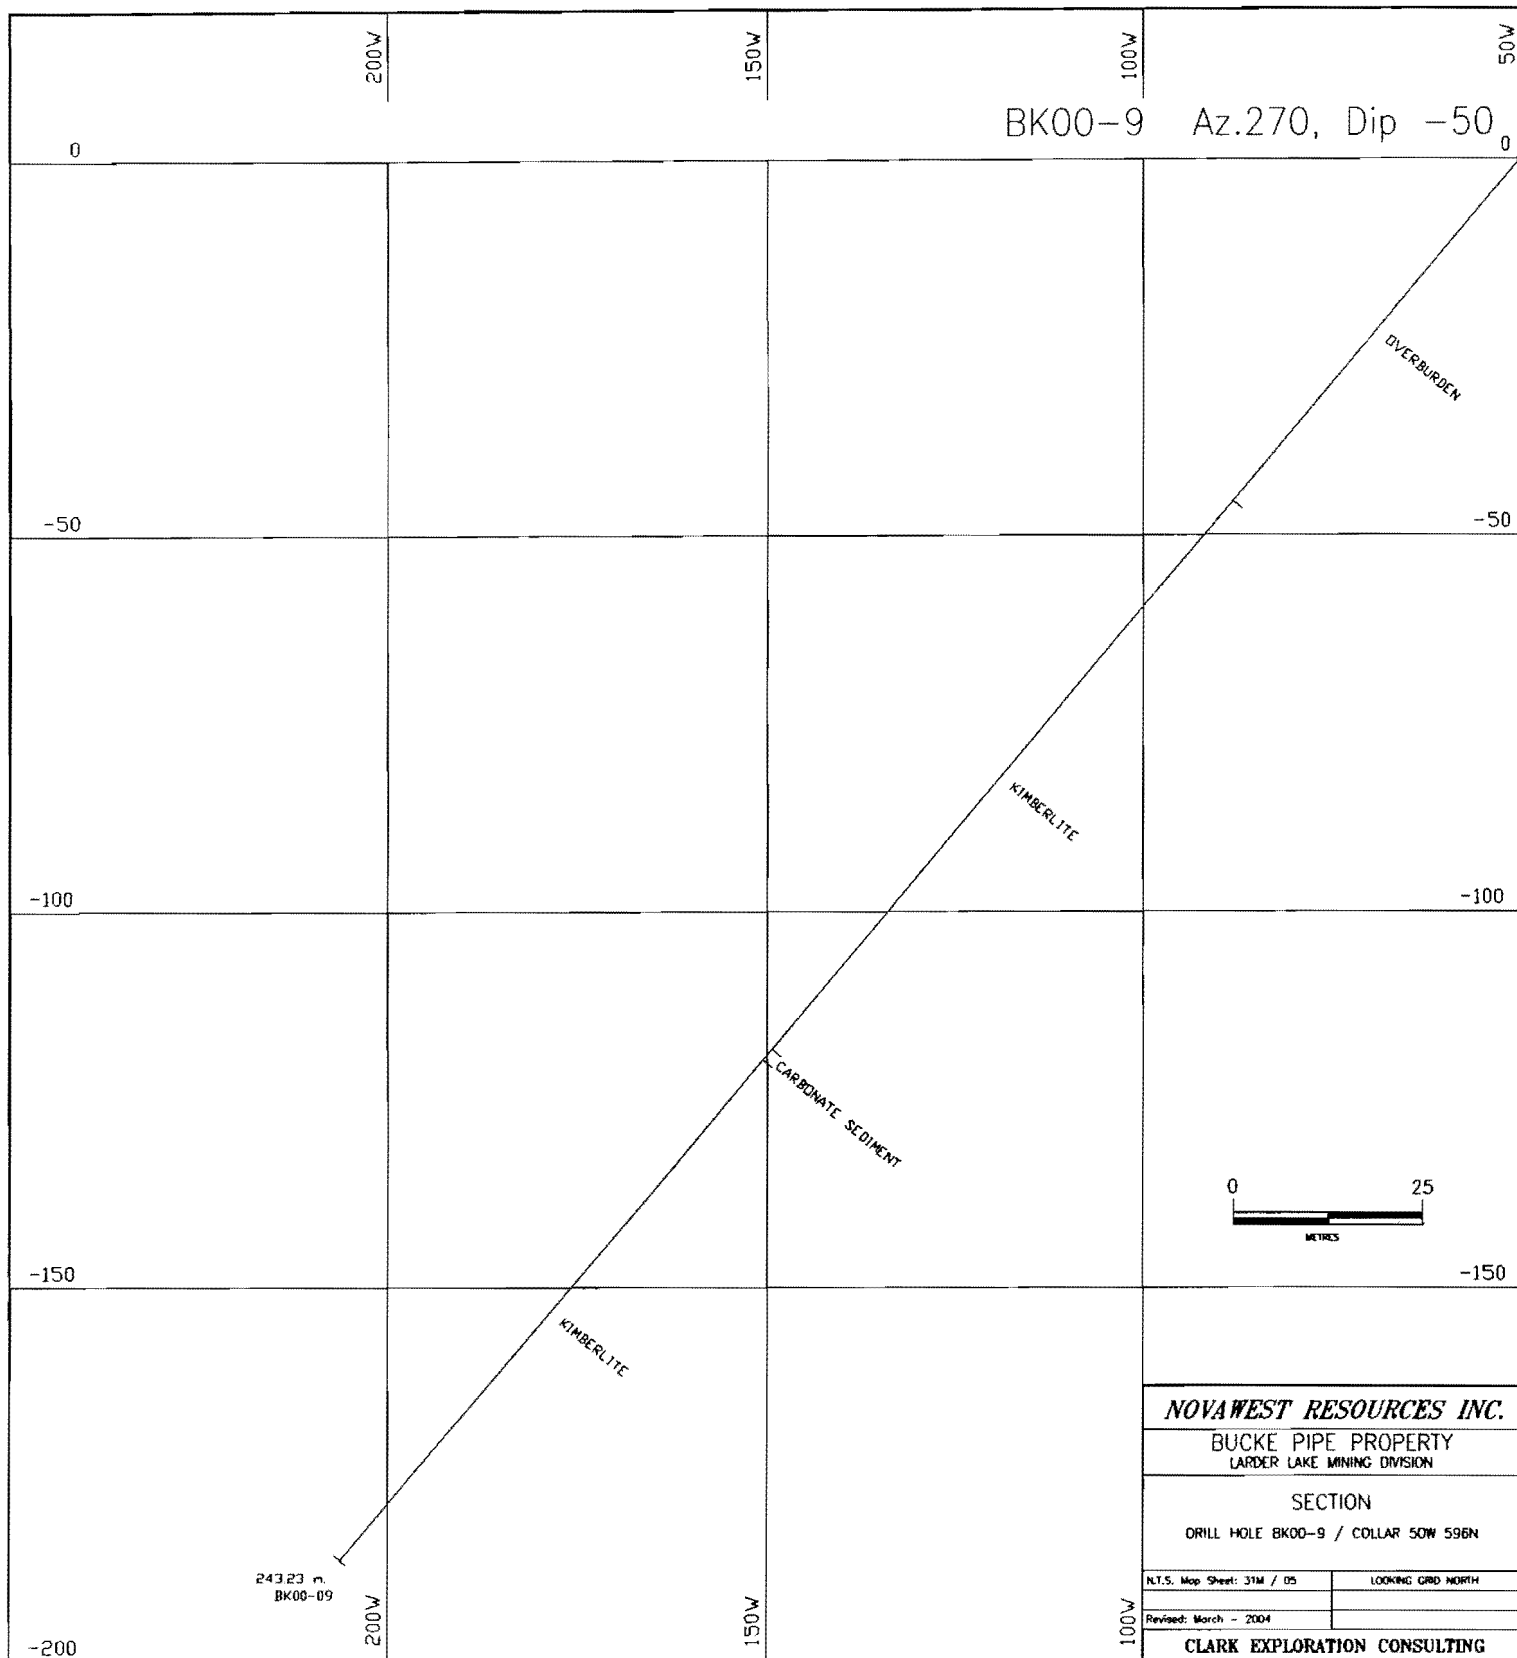 200W
150W
100W
50W
BK00-9 Az.270, Dip -50
0
0
OVERBURDEN
-50
-50
KIMBERLITE
-100
-100
CARBONATE SEDIMENT
0 25
METRES
-150
-150
KIMBERLITE
NOVAWEST RESOURCES INC.
BUCKE PIPE PROPERTY
LARDER LAKE MINING DIVISION
SECTION
DRILL HOLE BK00-9 / COLLAR 50W 596N
243.23 m.
BK00-09
N.T.S. Map Sheet: 31M / 05
LOOKING GRID NORTH
Revised: March - 2004
CLARK EXPLORATION CONSULTING
-200
200W
150W
100W